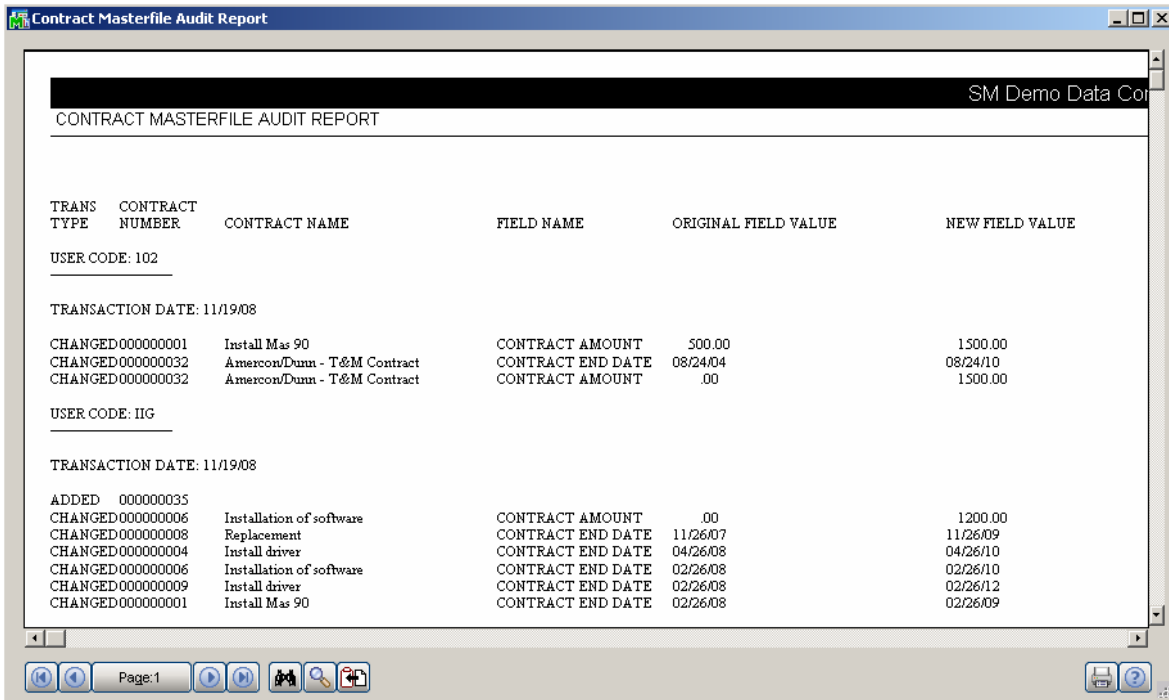 Contract Masterfile Audit Report
SM Demo Data Cor
CONTRACT MASTERFILE AUDIT REPORT
TRANS CONTRACT
TYPE NUMBER CONTRACT NAME FIELD NAME ORIGINAL FIELD VALUE NEW FIELD VALUE
USER CODE: 102
TRANSACTION DATE: 11/19/08
CHANGED000000001 Install Mas 90 CONTRACT AMOUNT 500.00 1500.00
CHANGED000000032 Amercon/Dunn - T&M Contract CONTRACT END DATE 08/24/04 08/24/10
CHANGED000000032 Amercon/Dunn - T&M Contract CONTRACT AMOUNT .00 1500.00
USER CODE: IIG
TRANSACTION DATE: 11/19/08
ADDED 000000035
CHANGED000000006 Installation of software CONTRACT AMOUNT .00 1200.00
CHANGED000000008 Replacement CONTRACT END DATE 11/26/07 11/26/09
CHANGED000000004 Install driver CONTRACT END DATE 04/26/08 04/26/10
CHANGED000000006 Installation of software CONTRACT END DATE 02/26/08 02/26/10
CHANGED000000009 Install driver CONTRACT END DATE 02/26/08 02/26/12
CHANGED000000001 Install Mas 90 CONTRACT END DATE 02/26/08 02/26/09
Page:1